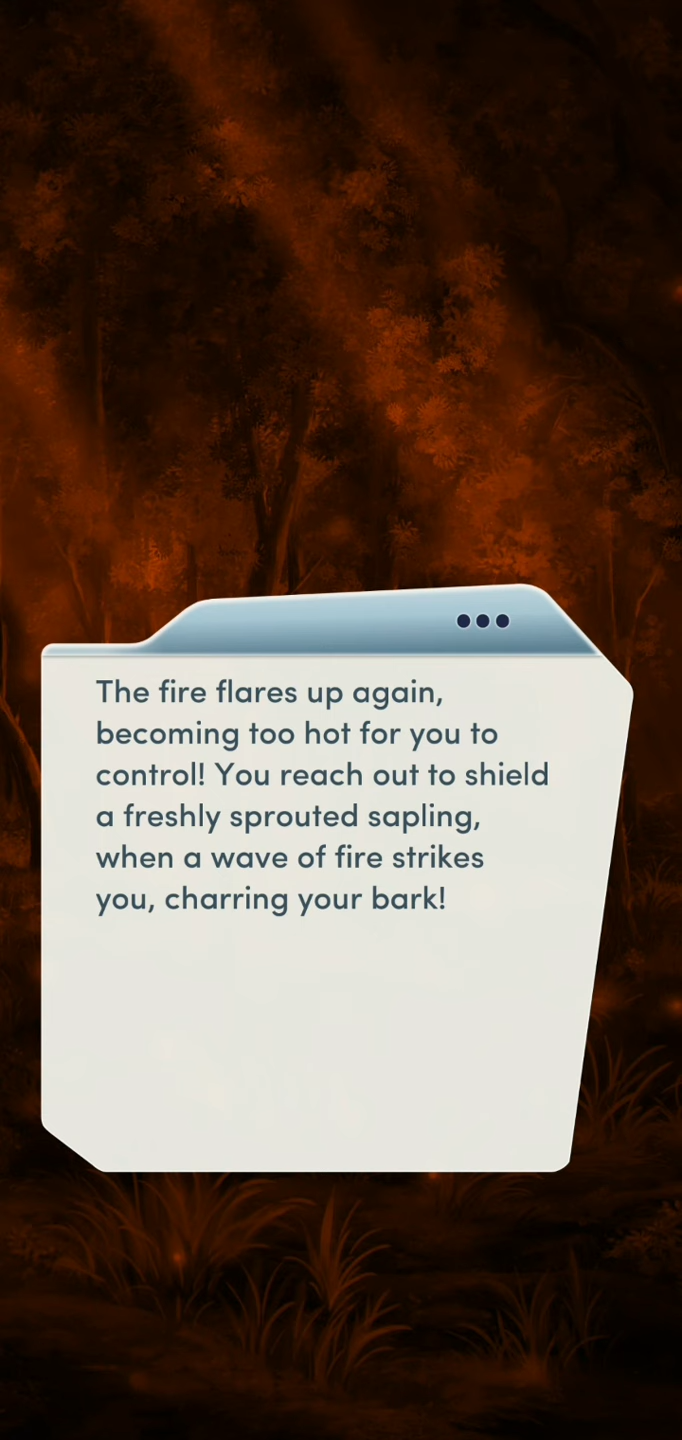 The fire flares up again,
becoming too hot for you to
control! You reach out to shield
a freshly sprouted sapling,
when a wave of fire strikes
you, charring your bark!